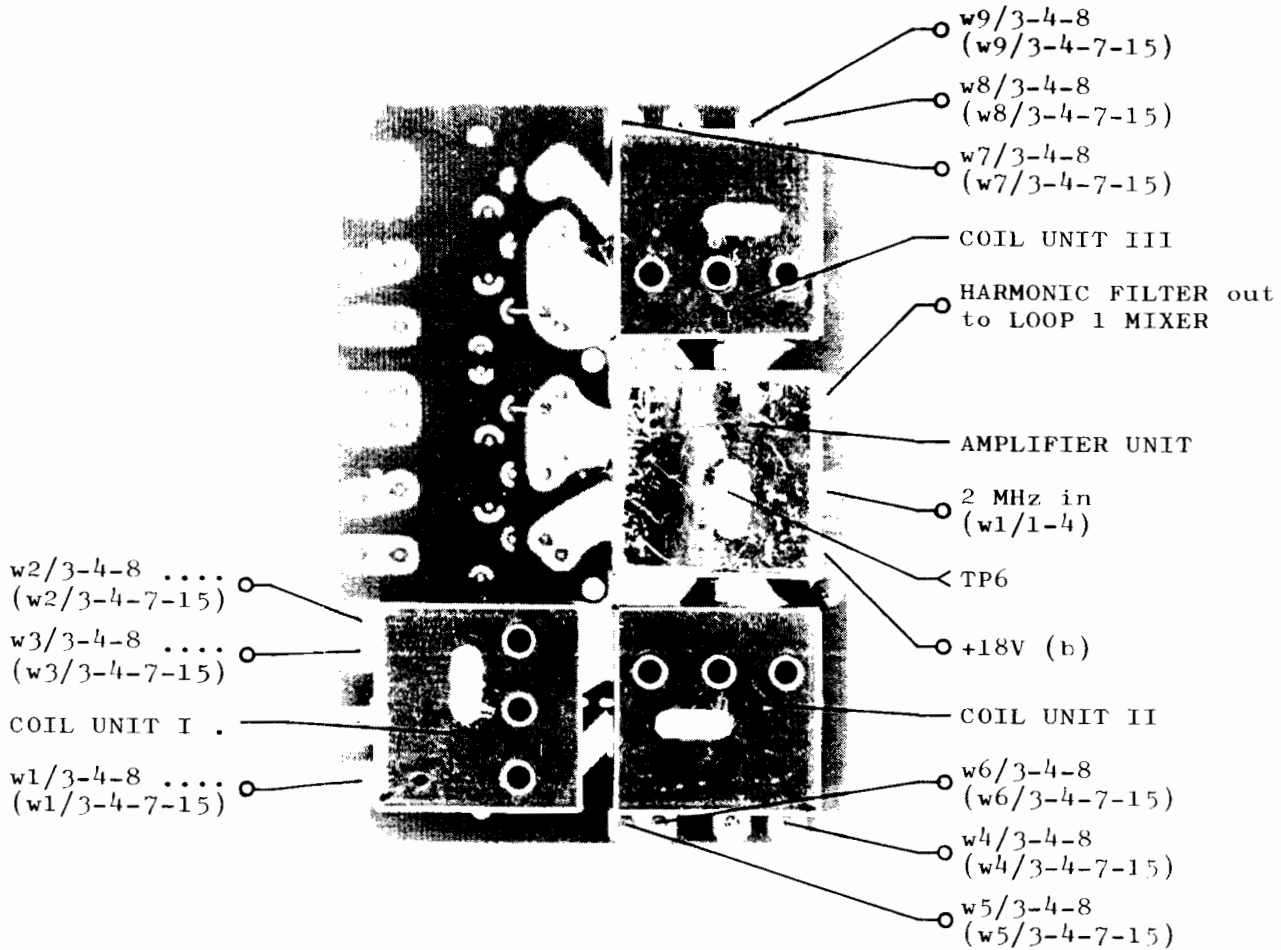 w9/3-4-8
(w9/3-4-7-15)
w8/3-4-8
(w8/3-4-7-15)
w7/3-4-8
(w7/3-4-7-15)
COIL UNIT III
HARMONIC FILTER out
to LOOP 1 MIXER
AMPLIFIER UNIT
2 MHz in
(w1/1-4)
TP6
+18V (b)
COIL UNIT II
w6/3-4-8
(w6/3-4-7-15)
w4/3-4-8
(w4/3-4-7-15)
w5/3-4-8
(w5/3-4-7-15)
w2/3-4-8 ....
(w2/3-4-7-15)
w3/3-4-8 ....
(w3/3-4-7-15)
COIL UNIT I .
w1/3-4-8 ....
(w1/3-4-7-15)